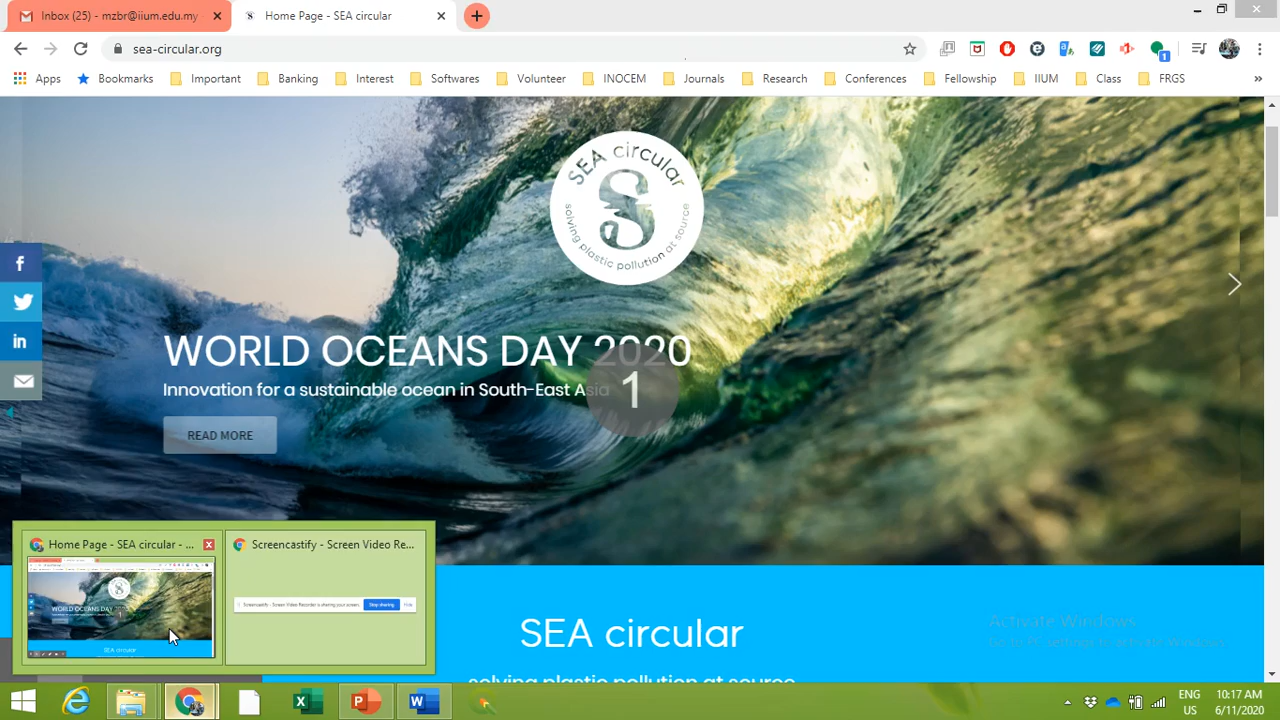 Inbox (25) - mzbr@iium.edu.my
Home Page - SEA circular
sea-circular.org
1
Apps
Bookmarks
Important
Banking
Interest
Softwares
Volunteer
INOCEM
Journals
Research
Conferences
Fellowship
IIUM
Class
FRGS
SEA circular
solving plastic pollution at source
WORLD OCEANS DAY 2020
Innovation for a sustainable ocean in South-East Asia
1
READ MORE
Home Page - SEA circular - ...
Screencastify - Screen Video Re...
WORLD OCEANS DAY 2020
SEA circular
Screencastify - Screen Video Recorder is sharing your screen.
Stop sharing
Hide
SEA circular
solving plastic pollution at source
Activate Windows
Go to PC settings to activate Windows.
ENG
US
10:17 AM
6/11/2020